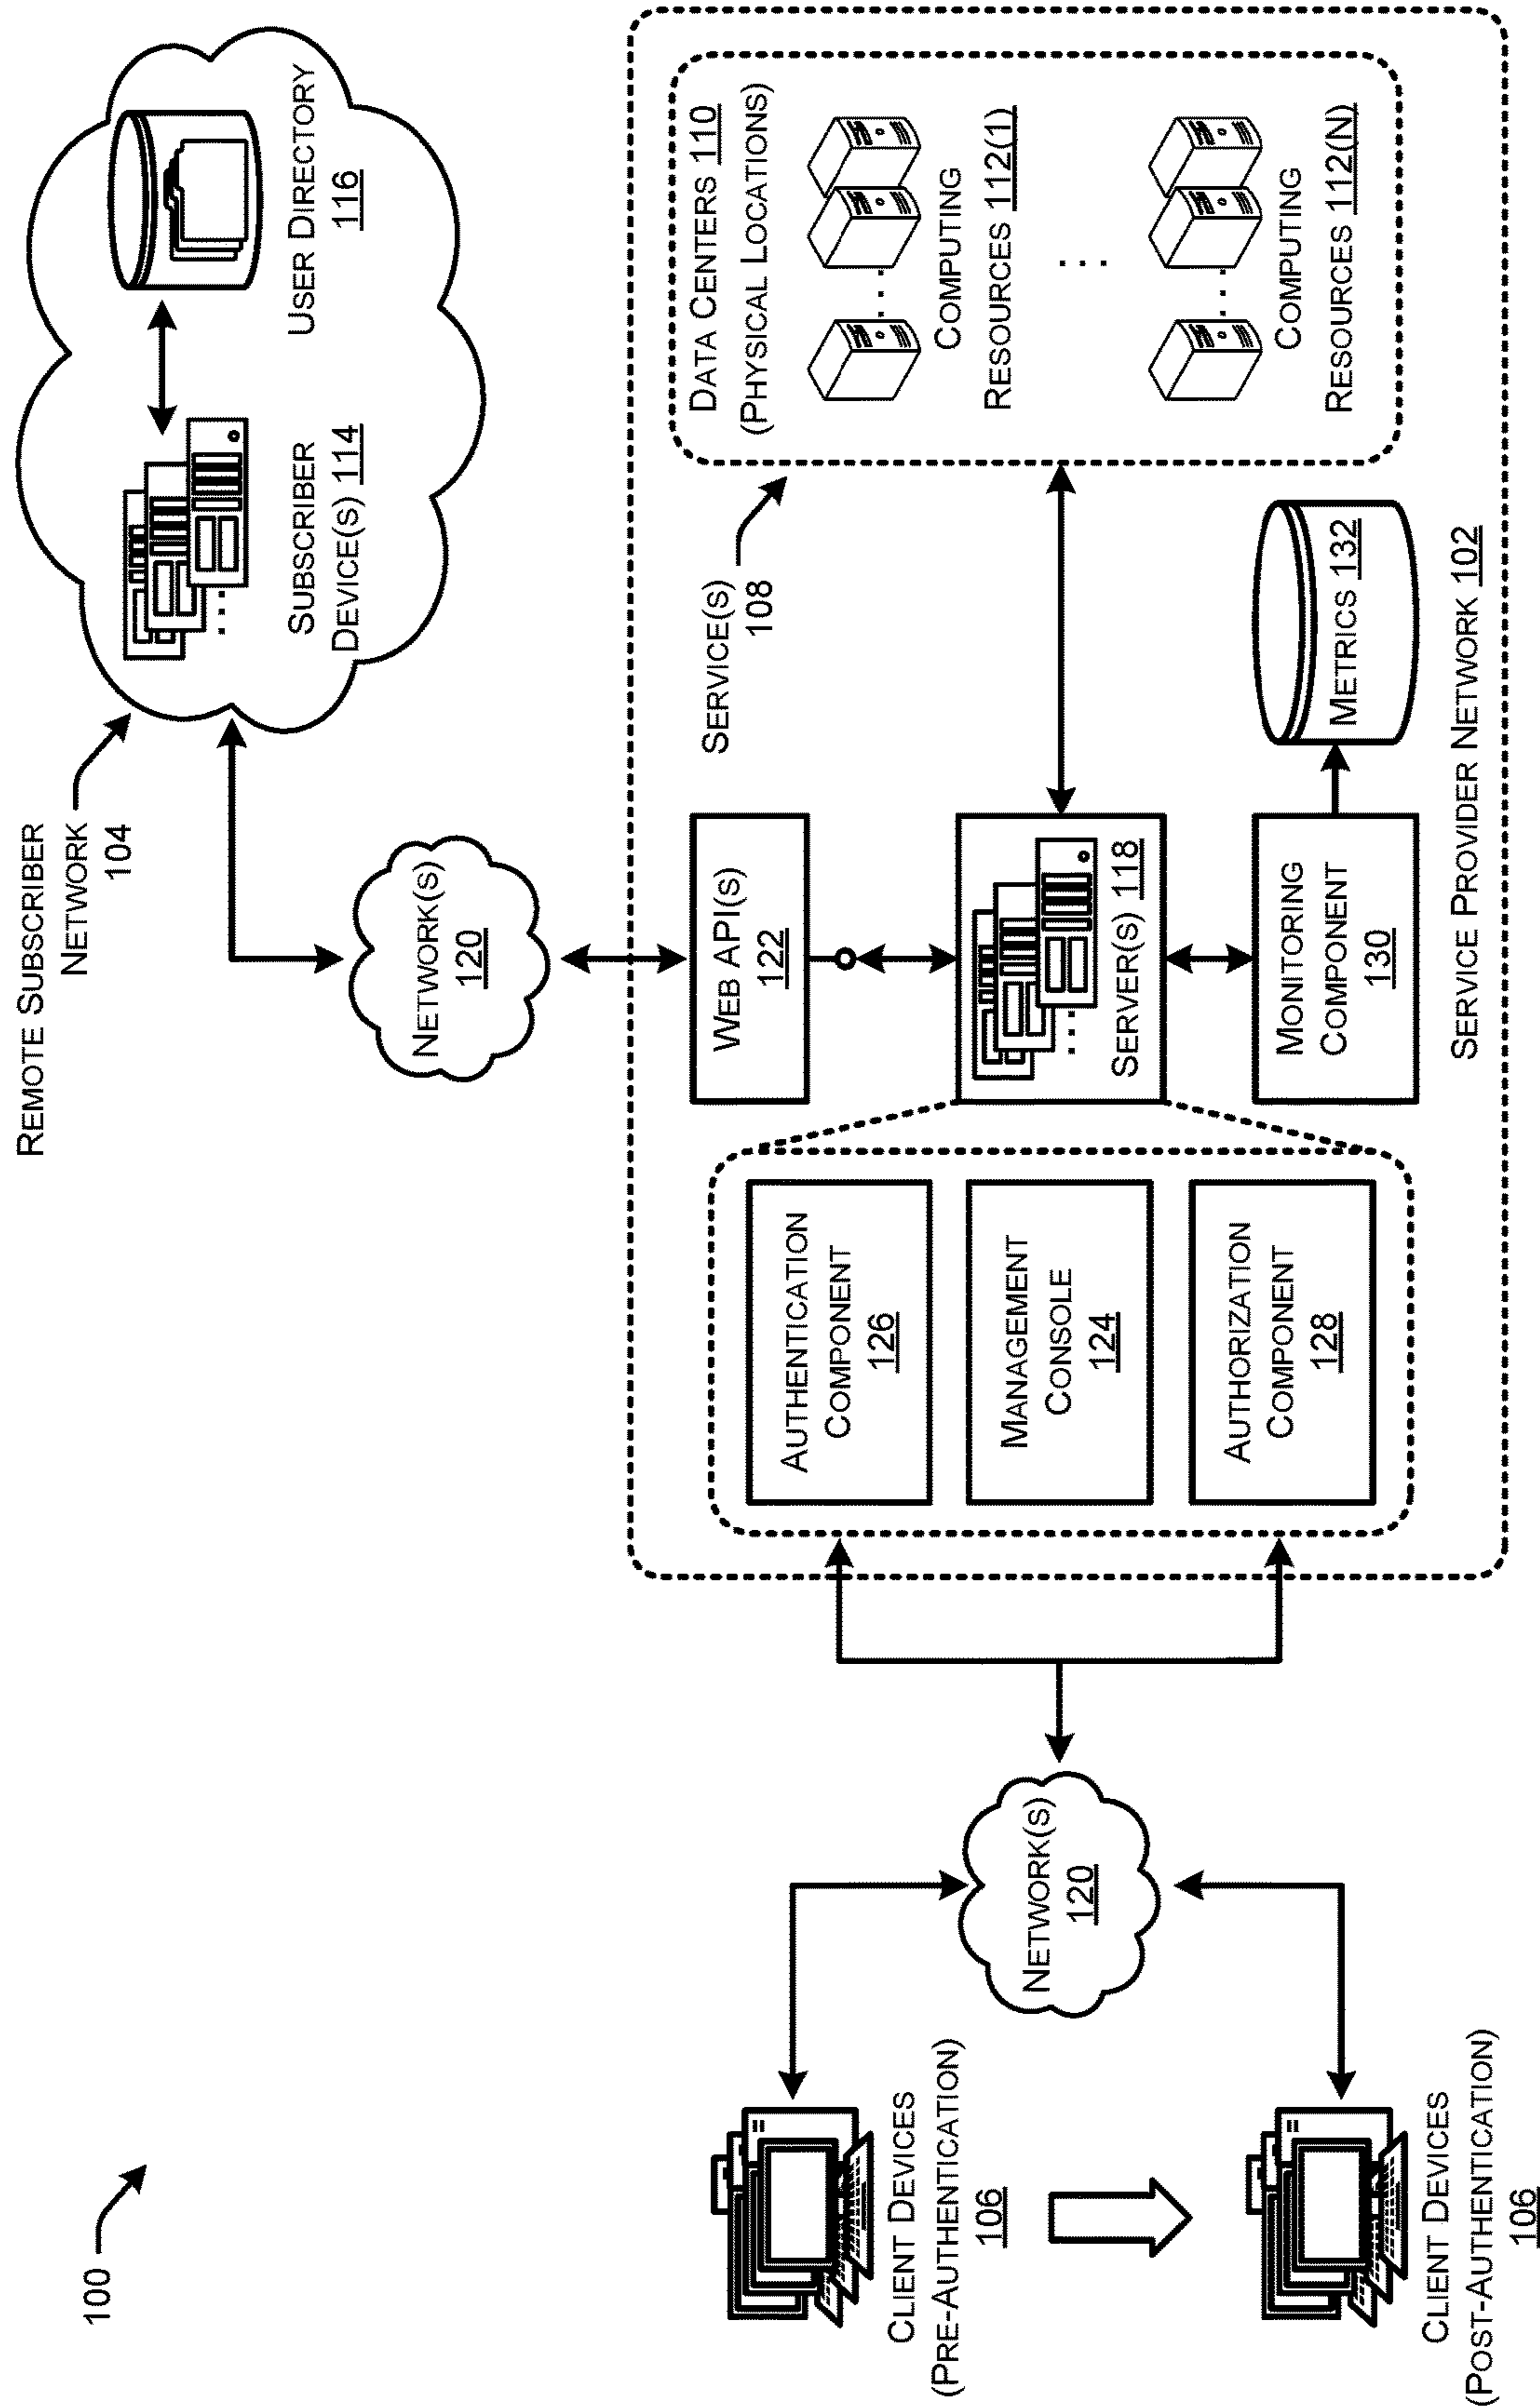 100
REMOTE SUBSCRIBER
NETWORK
104
SUBSCRIBER
DEVICE(S) 114
USER DIRECTORY
116
NETWORK(S)
120
SERVICE(S)
108
WEB API(S)
122
DATA CENTERS 110
(PHYSICAL LOCATIONS)
COMPUTING
RESOURCES 112(1)
COMPUTING
RESOURCES 112(N)
CLIENT DEVICES
(PRE-AUTHENTICATION)
106
NETWORK(S)
120
AUTHENTICATION
COMPONENT
126
MANAGEMENT
CONSOLE
124
AUTHORIZATION
COMPONENT
128
SERVER(S) 118
MONITORING
COMPONENT
130
METRICS 132
CLIENT DEVICES
(POST-AUTHENTICATION)
106
SERVICE PROVIDER NETWORK 102